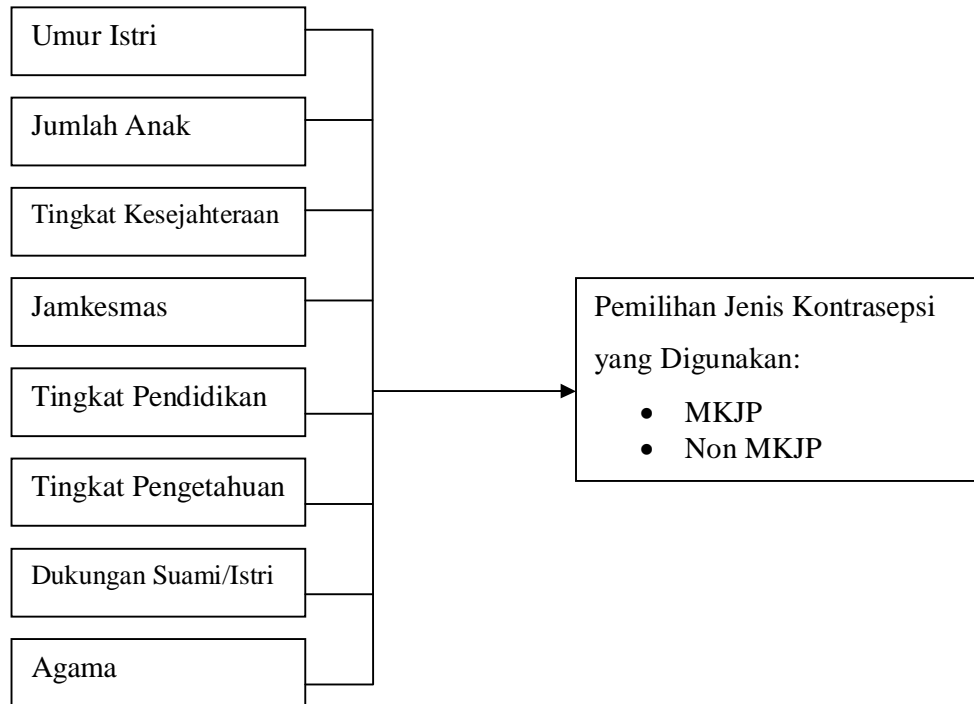 Umur Istri
Jumlah Anak
Tingkat Kesejahteraan
Jamkesmas
Tingkat Pendidikan
Tingkat Pengetahuan
Dukungan Suami/Istri
Agama
Pemilihan Jenis Kontrasepsi
yang Digunakan:
• MKJP
• Non MKJP